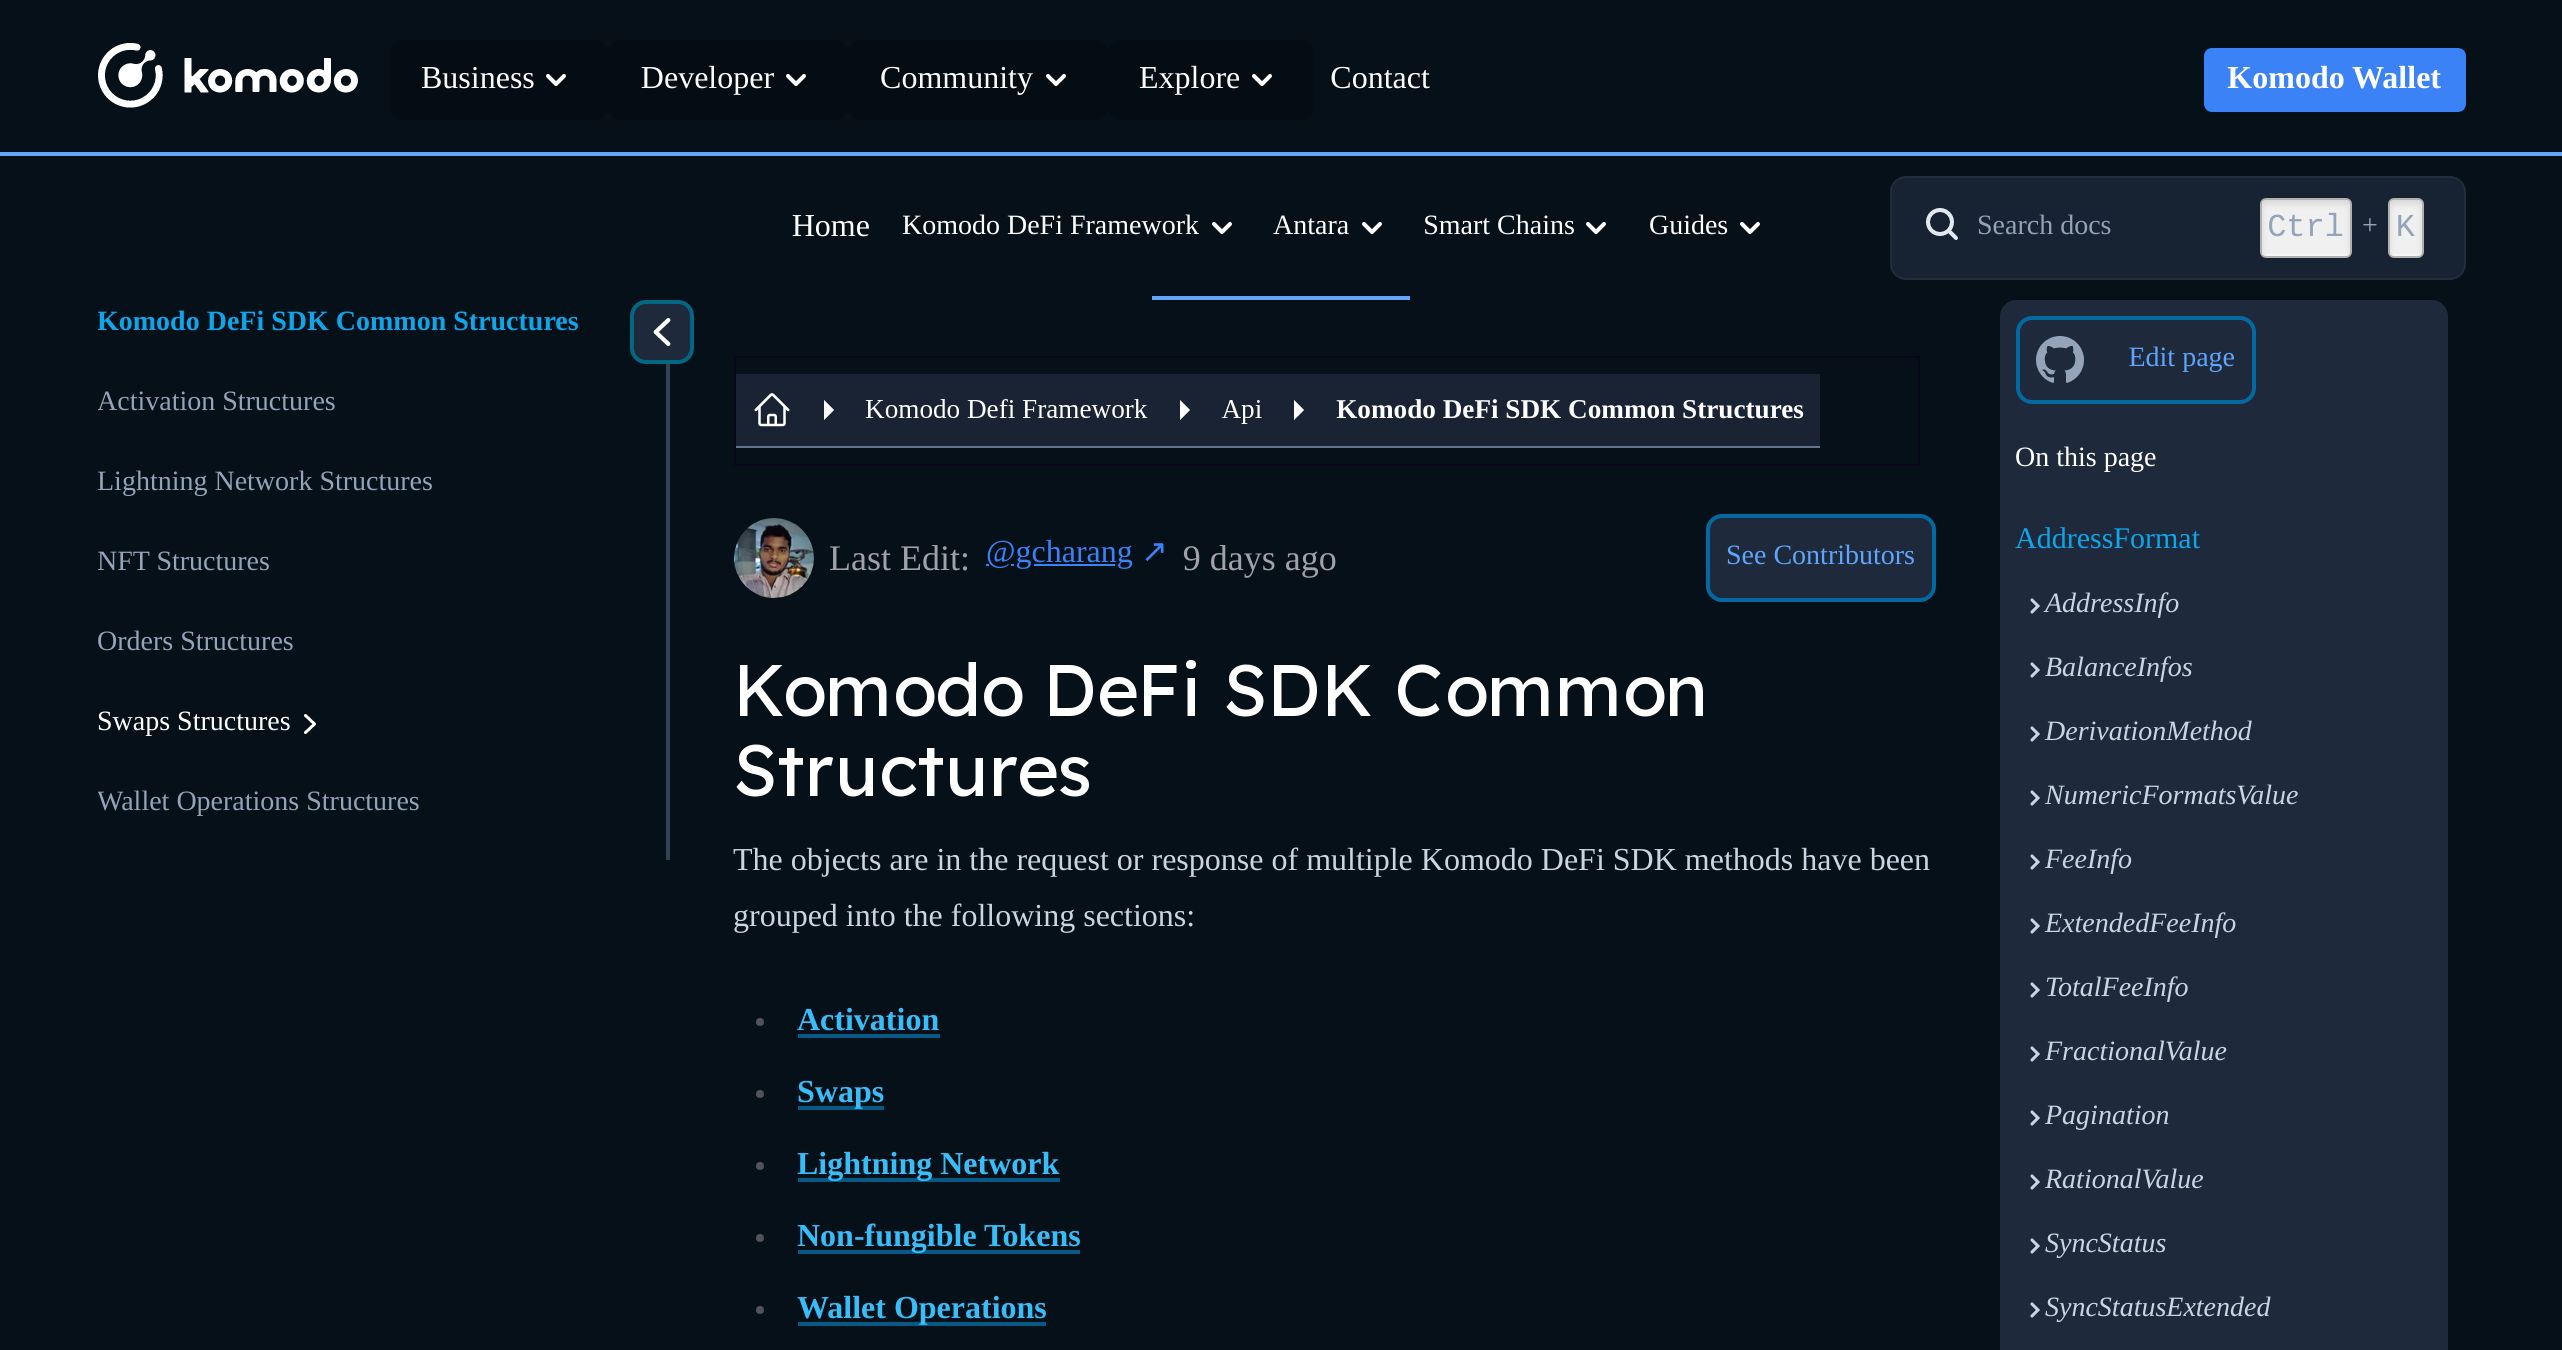 komodo
Business
Developer
Community
Explore
Contact
Komodo Wallet
Home
Komodo DeFi Framework
Antara
Smart Chains
Guides
Search docs
Ctrl + K
Komodo DeFi SDK Common Structures
Activation Structures
Lightning Network Structures
NFT Structures
Orders Structures
Swaps Structures
Wallet Operations Structures
Komodo Defi Framework
Api
Komodo DeFi SDK Common Structures
Last Edit: @gcharang ↗ 9 days ago
See Contributors
Komodo DeFi SDK Common
Structures
The objects are in the request or response of multiple Komodo DeFi SDK methods have been
grouped into the following sections:
• Activation
• Swaps
• Lightning Network
• Non-fungible Tokens
• Wallet Operations
Edit page
On this page
AddressFormat
AddressInfo
BalanceInfos
DerivationMethod
NumericFormatsValue
FeeInfo
ExtendedFeeInfo
TotalFeeInfo
FractionalValue
Pagination
RationalValue
SyncStatus
SyncStatusExtended